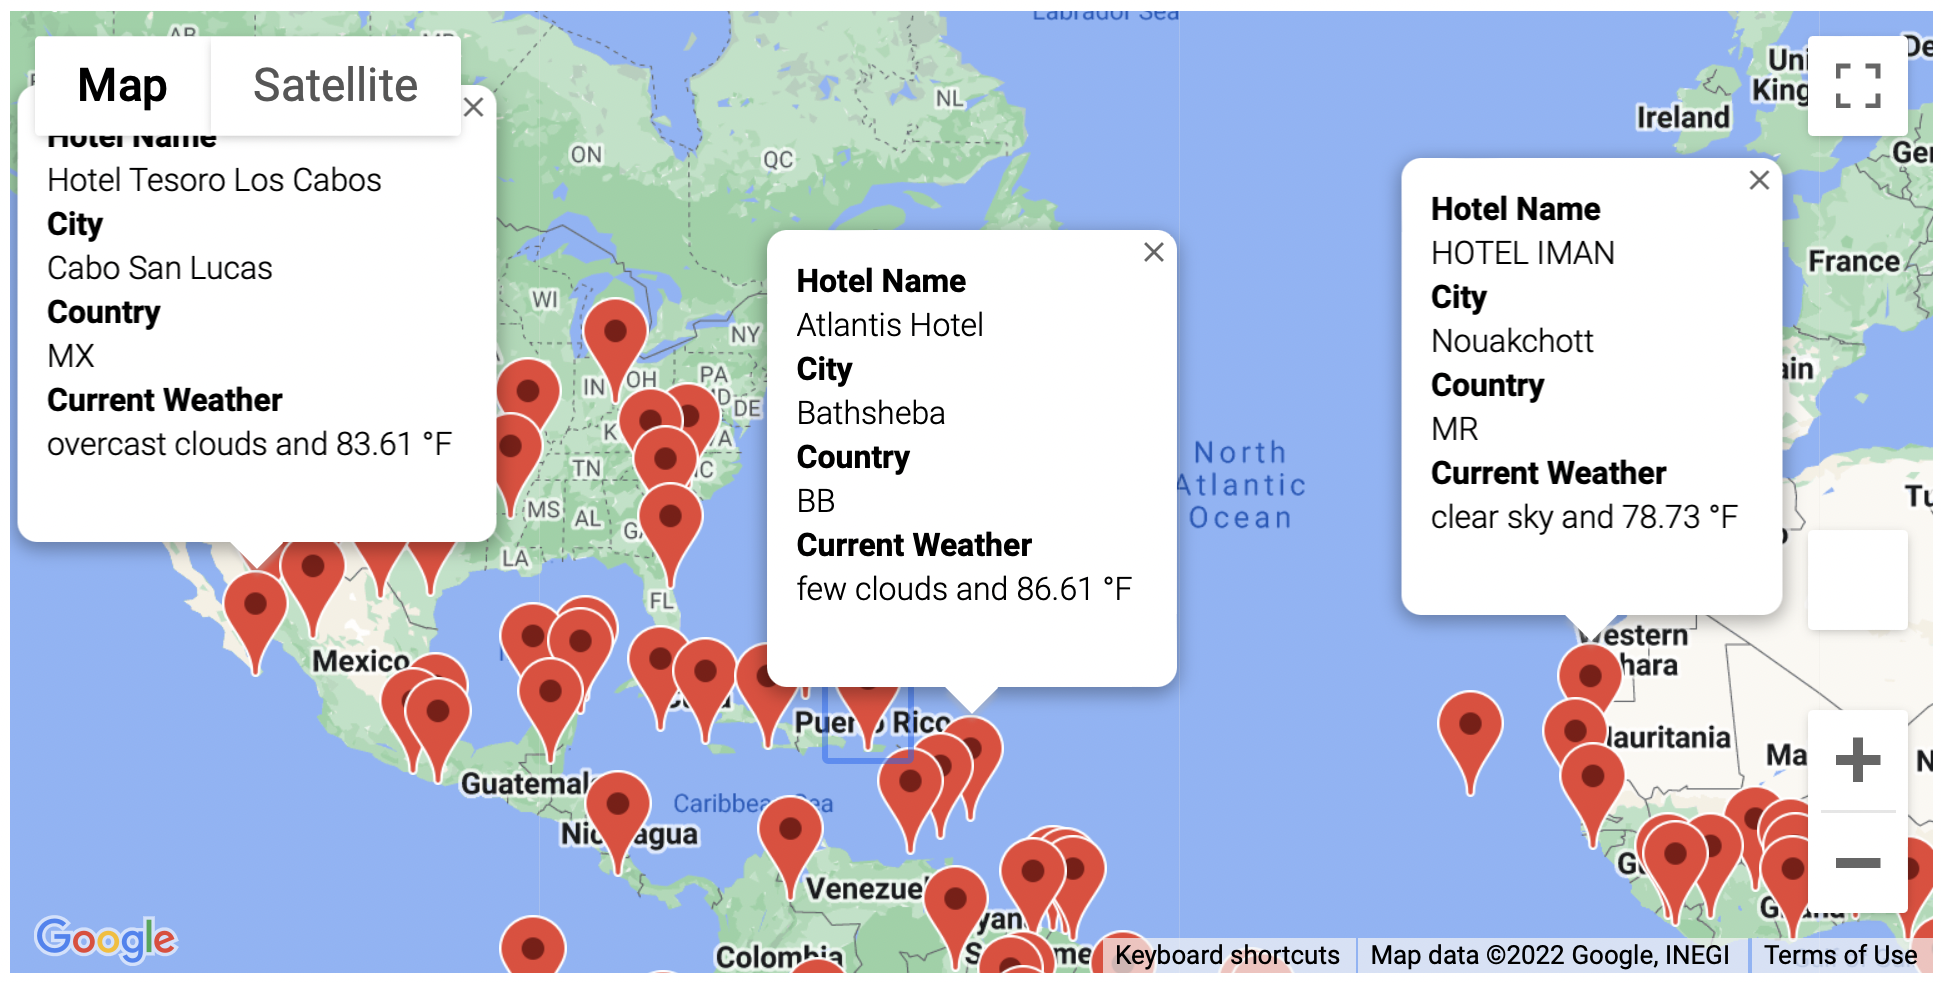 Labrador Sea
AB
MB
Map
Satellite
NL
ON
QC
Ireland
France
Hotel Name
Hotel Tesoro Los Cabos
City
Cabo San Lucas
Country
MX
Current Weather
overcast clouds and 83.61 °F
Hotel Name
Atlantis Hotel
City
Bathsheba
Country
BB
Current Weather
few clouds and 86.61 °F
Hotel Name
HOTEL IMAN
City
Nouakchott
Country
MR
Current Weather
clear sky and 78.73 °F
WI
NY
IN
OH
PA
DE
TN
MS
AL
LA
FL
North
Atlantic
Ocean
Western
Mexico
Puerto Rico
Guatemala
Caribbean Sea
Nicaragua
Venezuel
Colombia
Mauritania
Ghana
Google
Keyboard shortcuts
Map data ©2022 Google, INEGI
Terms of Use